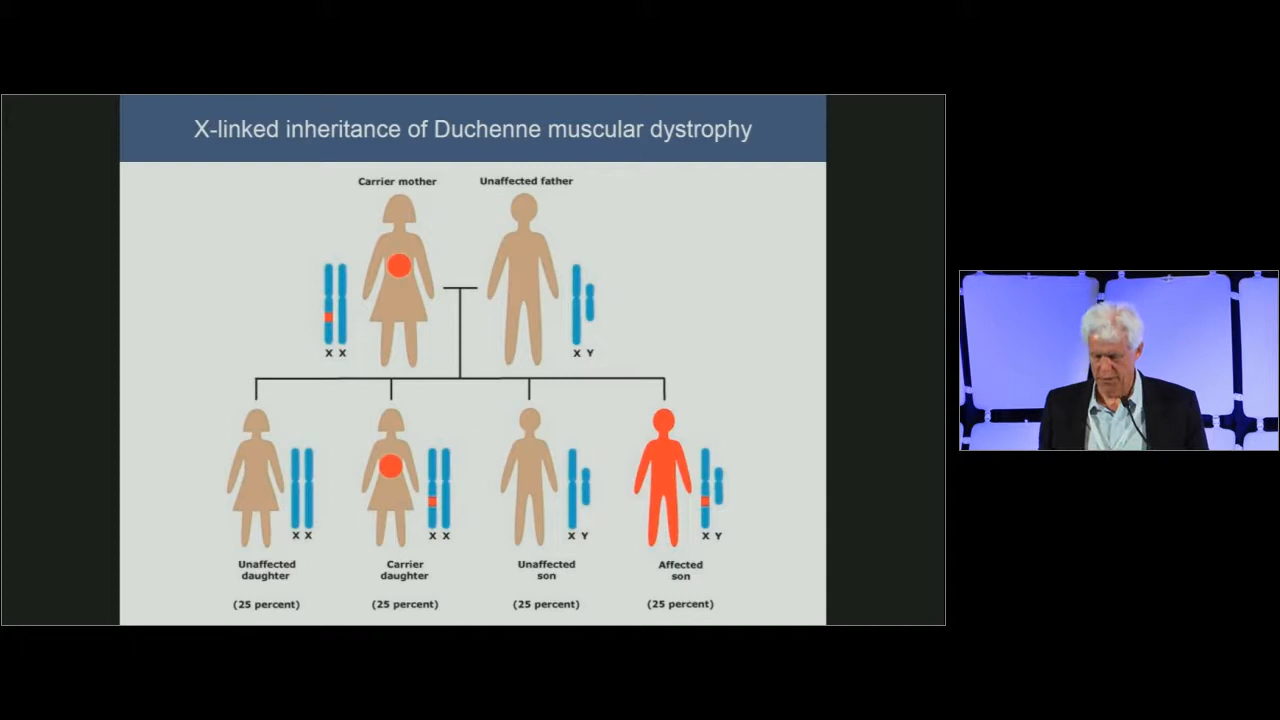 X-linked inheritance of Duchenne muscular dystrophy
Carrier mother
Unaffected father
X X
X Y
X X
X X
X Y
X Y
Unaffected
daughter
Carrier
daughter
Unaffected
son
Affected
son
(25 percent)
(25 percent)
(25 percent)
(25 percent)